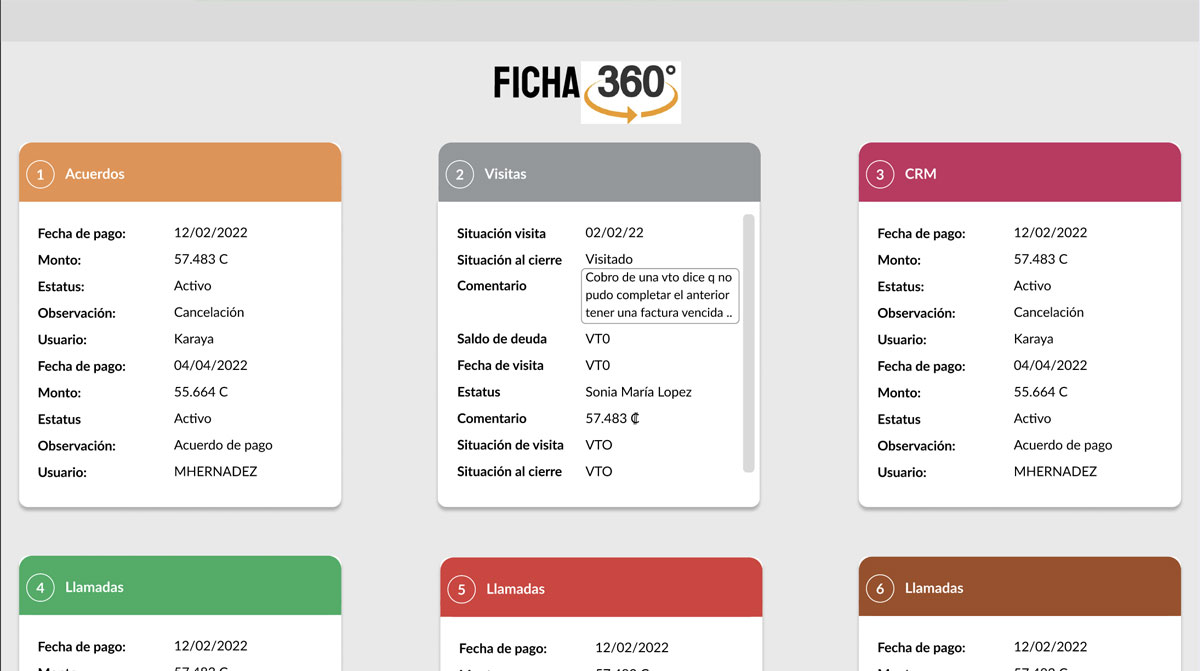 FICHA 360°
1 Acuerdos
Fecha de pago: 12/02/2022
Monto: 57.483 C
Estatus: Activo
Observación: Cancelación
Usuario: Karaya
Fecha de pago: 04/04/2022
Monto: 55.664 C
Estatus Activo
Observación: Acuerdo de pago
Usuario: MHERNADEZ
2 Visitas
Situación visita 02/02/22
Situación al cierre Visitado
Comentario Cobro de una vto dice q no
pudo completar el anterior
tener una factura vencida ..
Saldo de deuda VT0
Fecha de visita VT0
Estatus Sonia María Lopez
Comentario 57.483 ₡
Situación de visita VTO
Situación al cierre VTO
3 CRM
Fecha de pago: 12/02/2022
Monto: 57.483 C
Estatus: Activo
Observación: Cancelación
Usuario: Karaya
Fecha de pago: 04/04/2022
Monto: 55.664 C
Estatus Activo
Observación: Acuerdo de pago
Usuario: MHERNADEZ
4 Llamadas
Fecha de pago: 12/02/2022
5 Llamadas
Fecha de pago: 12/02/2022
6 Llamadas
Fecha de pago: 12/02/2022